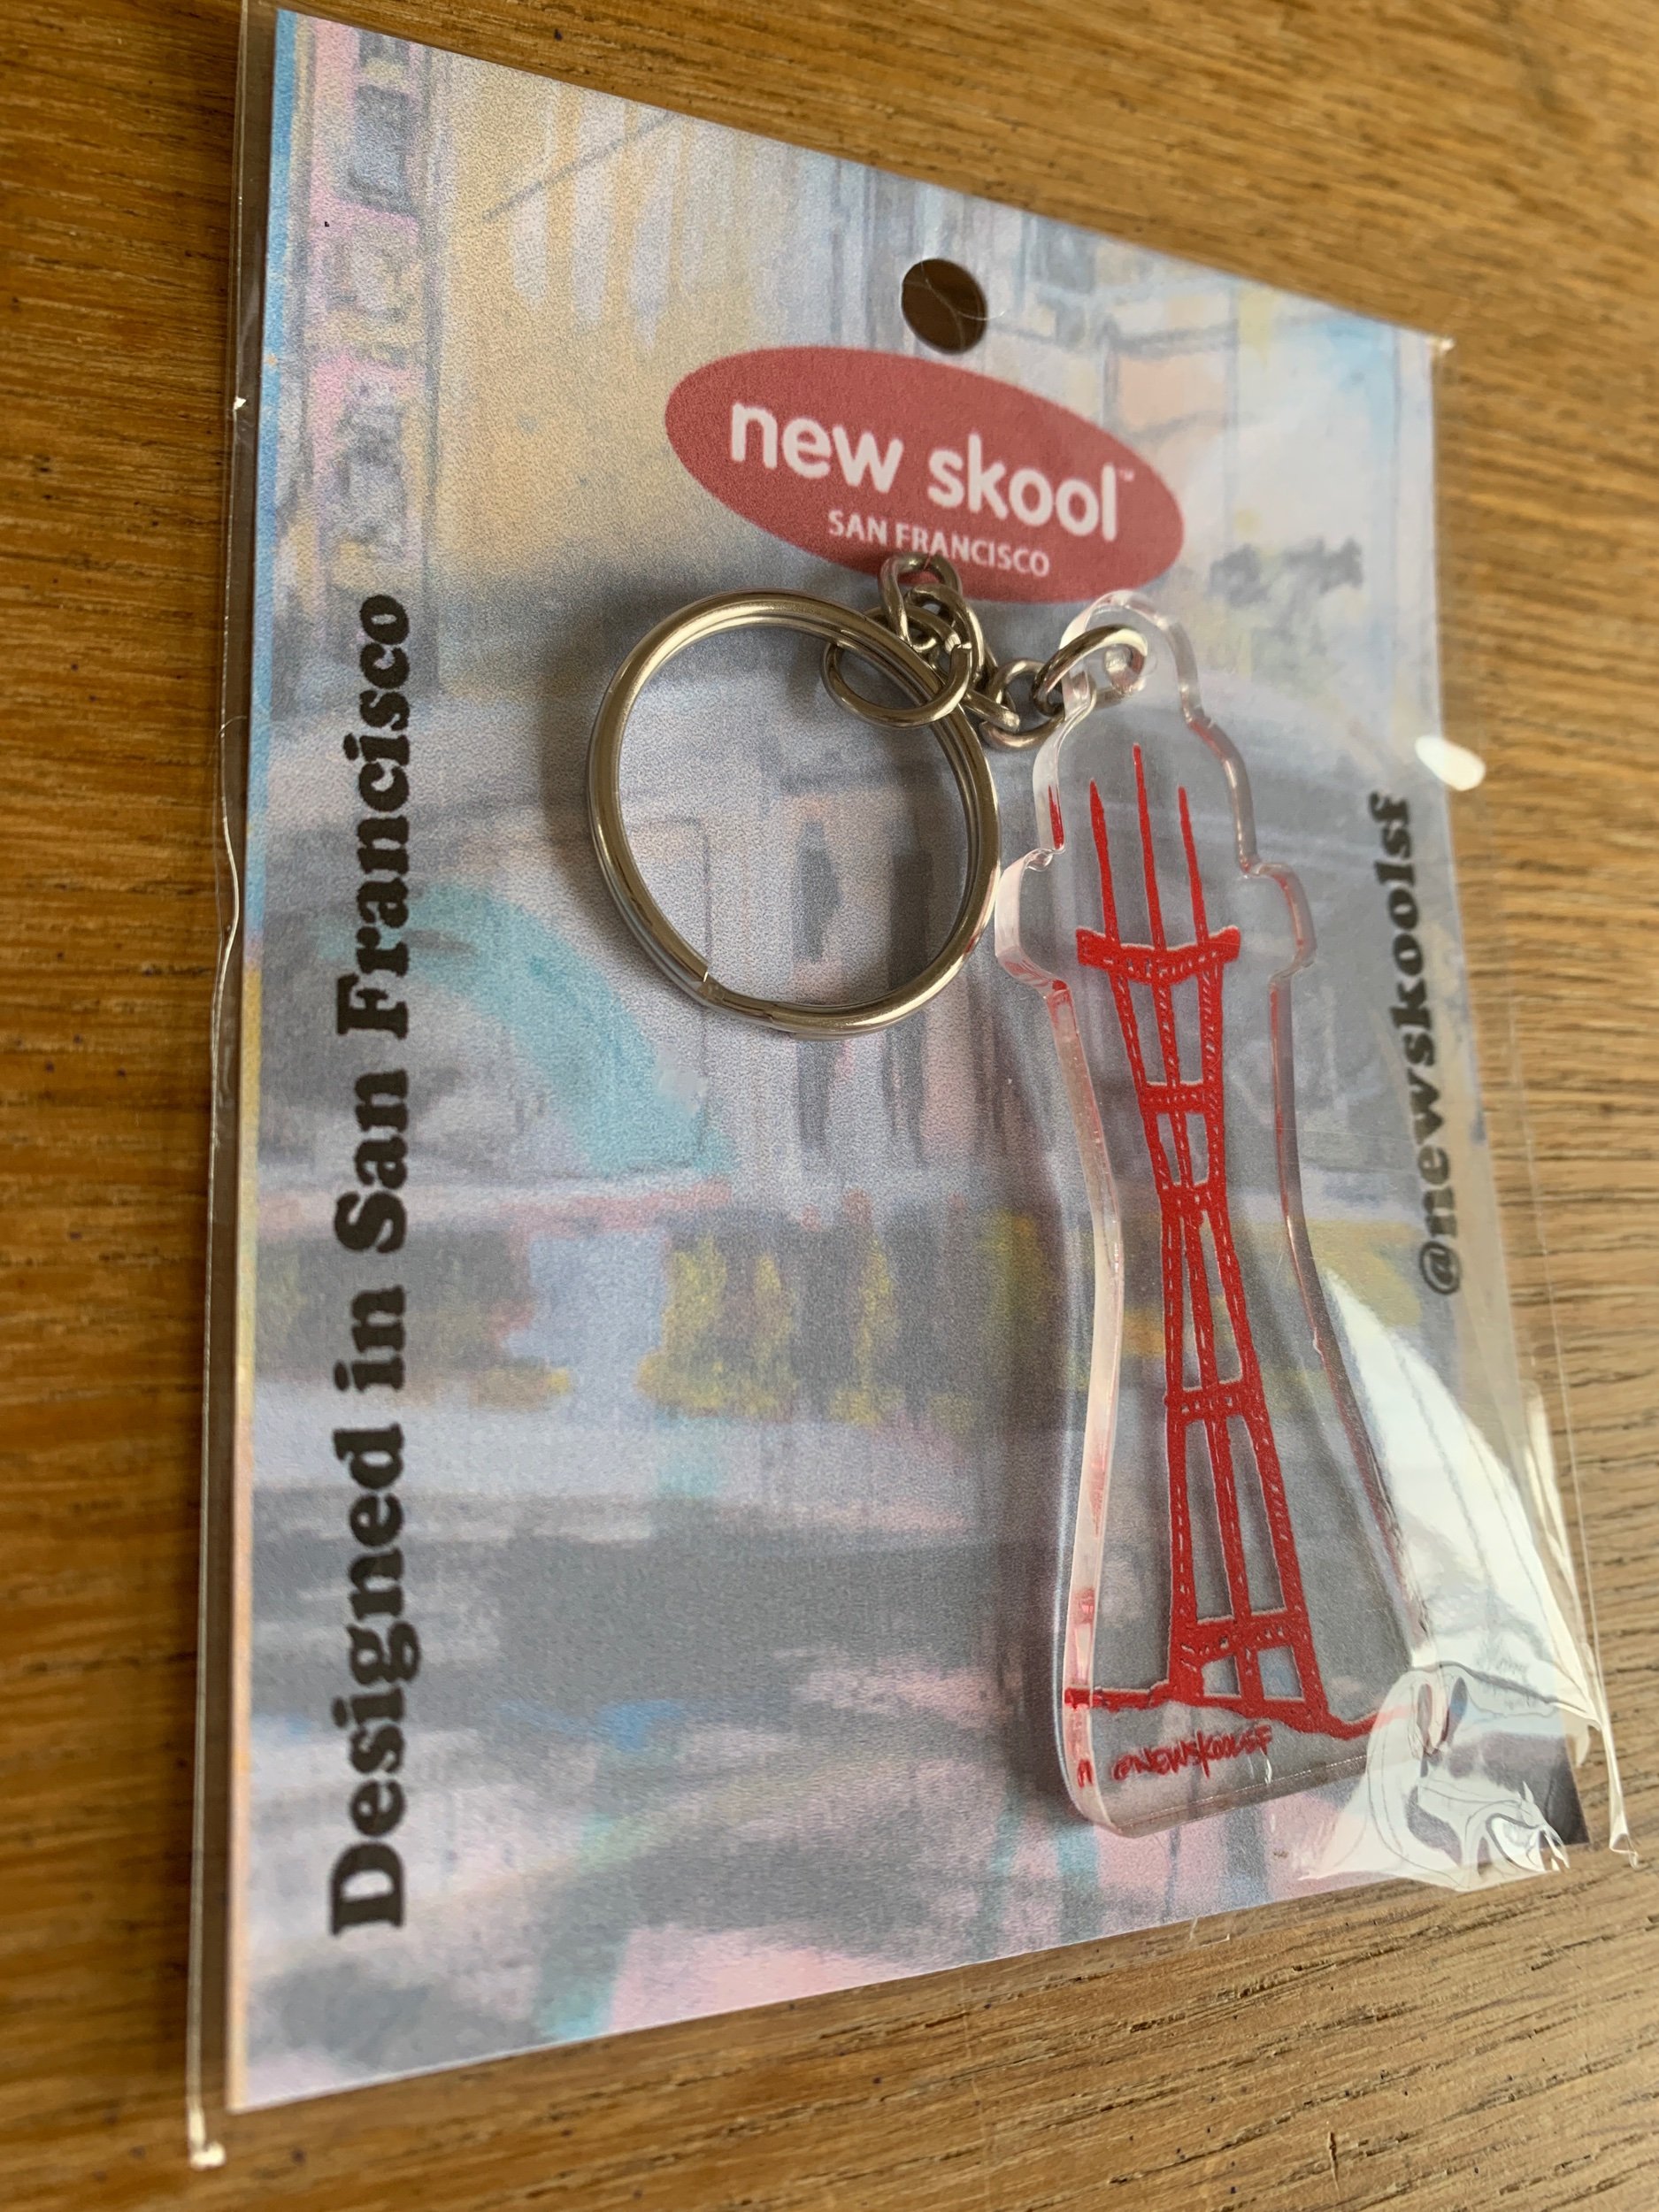 new skool™
SAN FRANCISCO
Designed in San Francisco
@newskoolsf
@NEWSKOOLSF